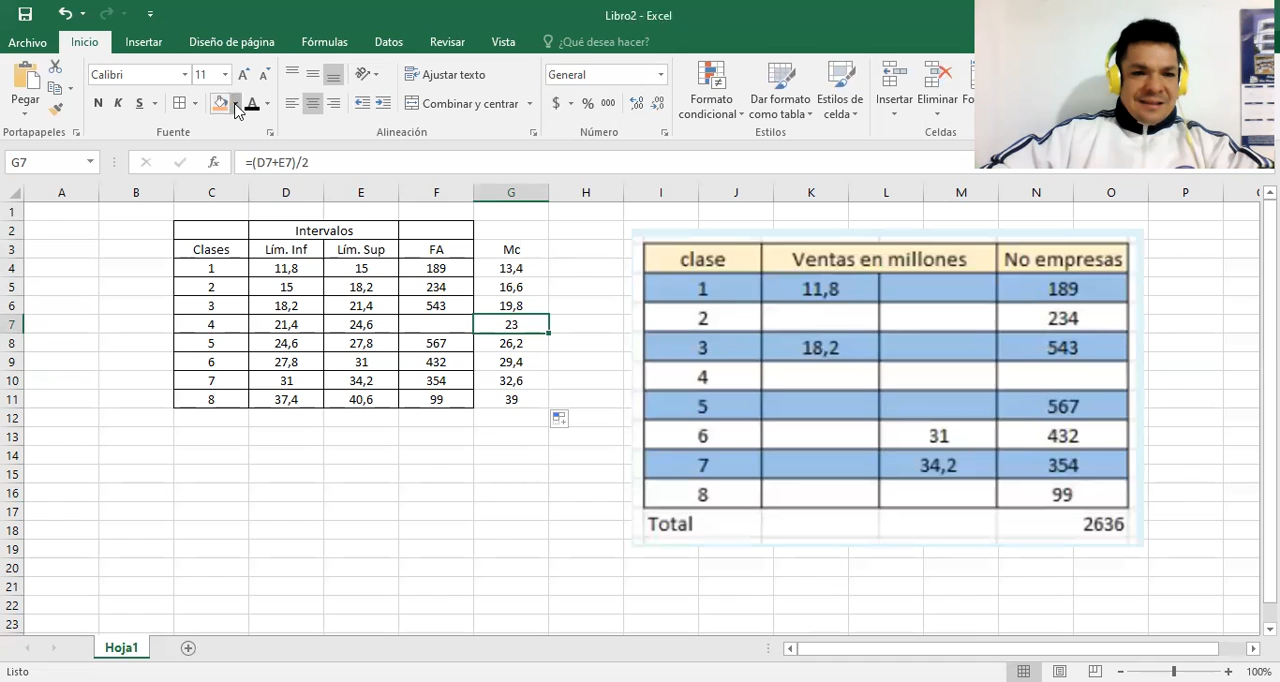 Libro2 - Excel
Archivo Inicio Insertar Diseño de página Fórmulas Datos Revisar Vista ¿Qué desea hacer?
Pegar
Calibri 11
N K S
A A
A
Ajustar texto
Combinar y centrar
General
$ % 000
Formato condicional
Dar formato como tabla
Estilos de celda
Insertar
Eliminar
Portapapeles Fuente Alineación Número Estilos Celdas
G7 fx =(D7+E7)/2
A B C D E F G H I J K L M N O P
1
2 Intervalos
3 Clases Lím. Inf Lím. Sup FA Mc
4 1 11,8 15 189 13,4
5 2 15 18,2 234 16,6
6 3 18,2 21,4 543 19,8
7 4 21,4 24,6 23
8 5 24,6 27,8 567 26,2
9 6 27,8 31 432 29,4
10 7 31 34,2 354 32,6
11 8 37,4 40,6 99 39
12
13
14
15
16
17
18
19
20
21
22
23
clase Ventas en millones No empresas
1 11,8 189
2 234
3 18,2 543
4
5 567
6 31 432
7 34,2 354
8 99
Total 2636
Hoja1
Listo
100%